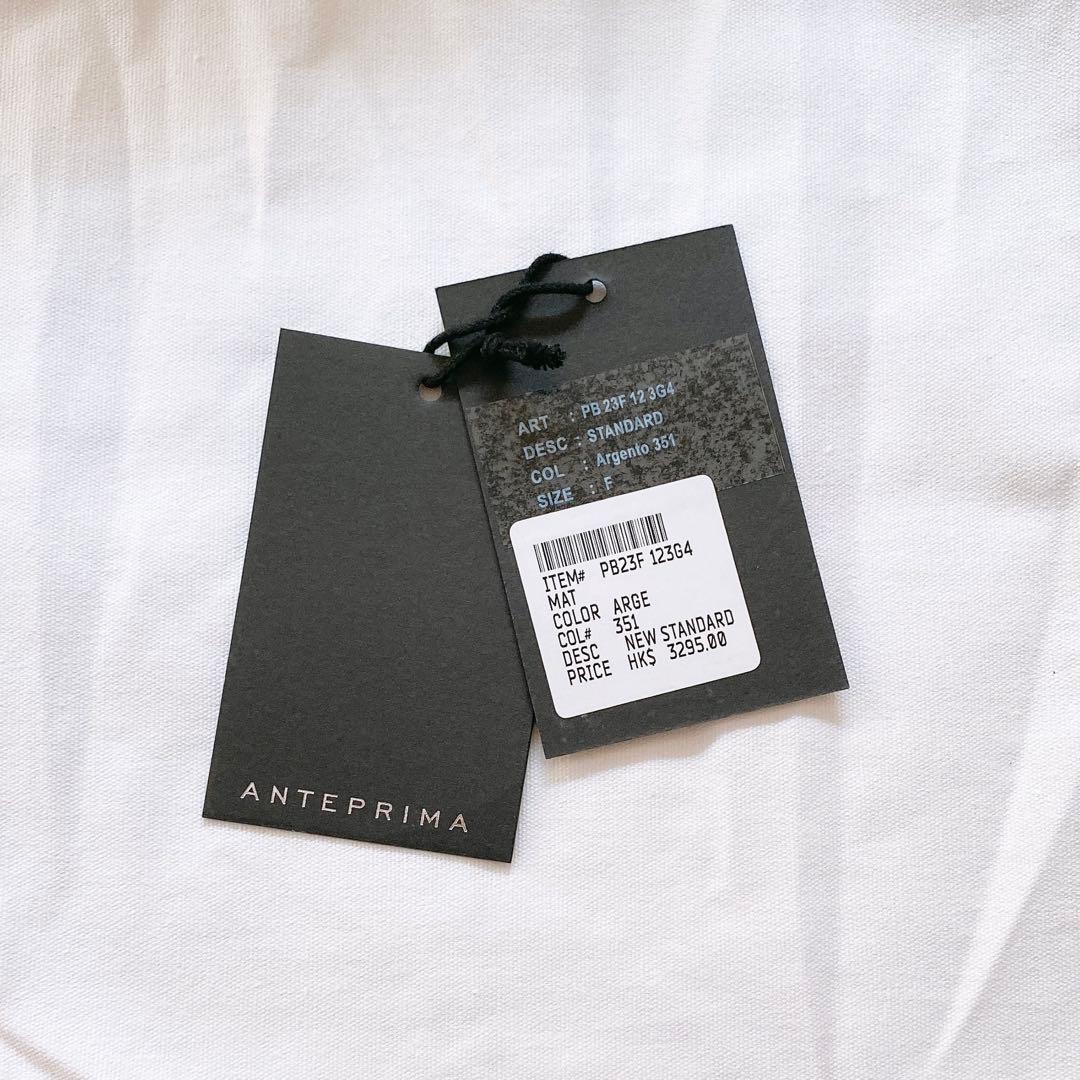 ANTEPRIMA
ART : PB 23F 12 3G4
DESC : STANDARD
COL : Argento 351
SIZE : F
ITEM# PB23F 123G4
MAT
COLOR ARGE
COL# 351
DESC NEW STANDARD
PRICE HK$ 3295.00